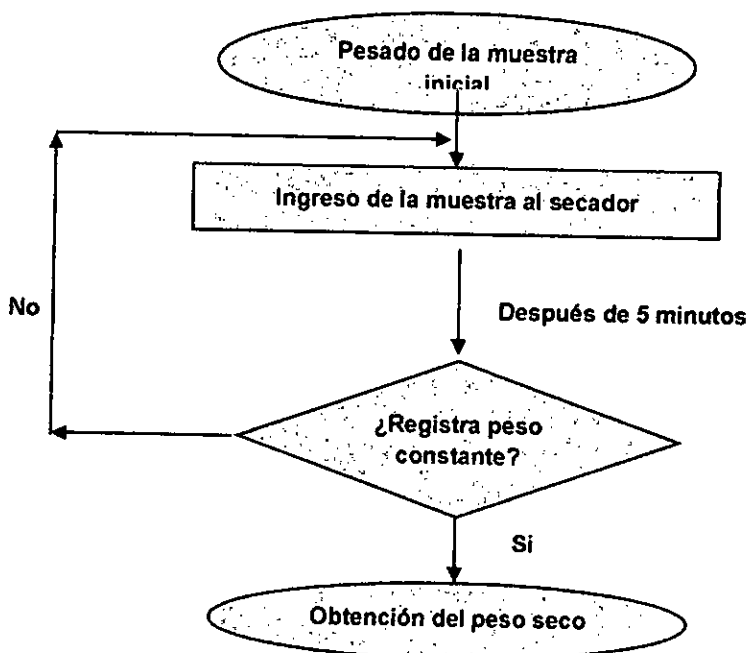 Pesado de la muestra
inicial
Ingreso de la muestra al secador
No
Después de 5 minutos
¿Registra peso
constante?
Si
Obtención del peso seco